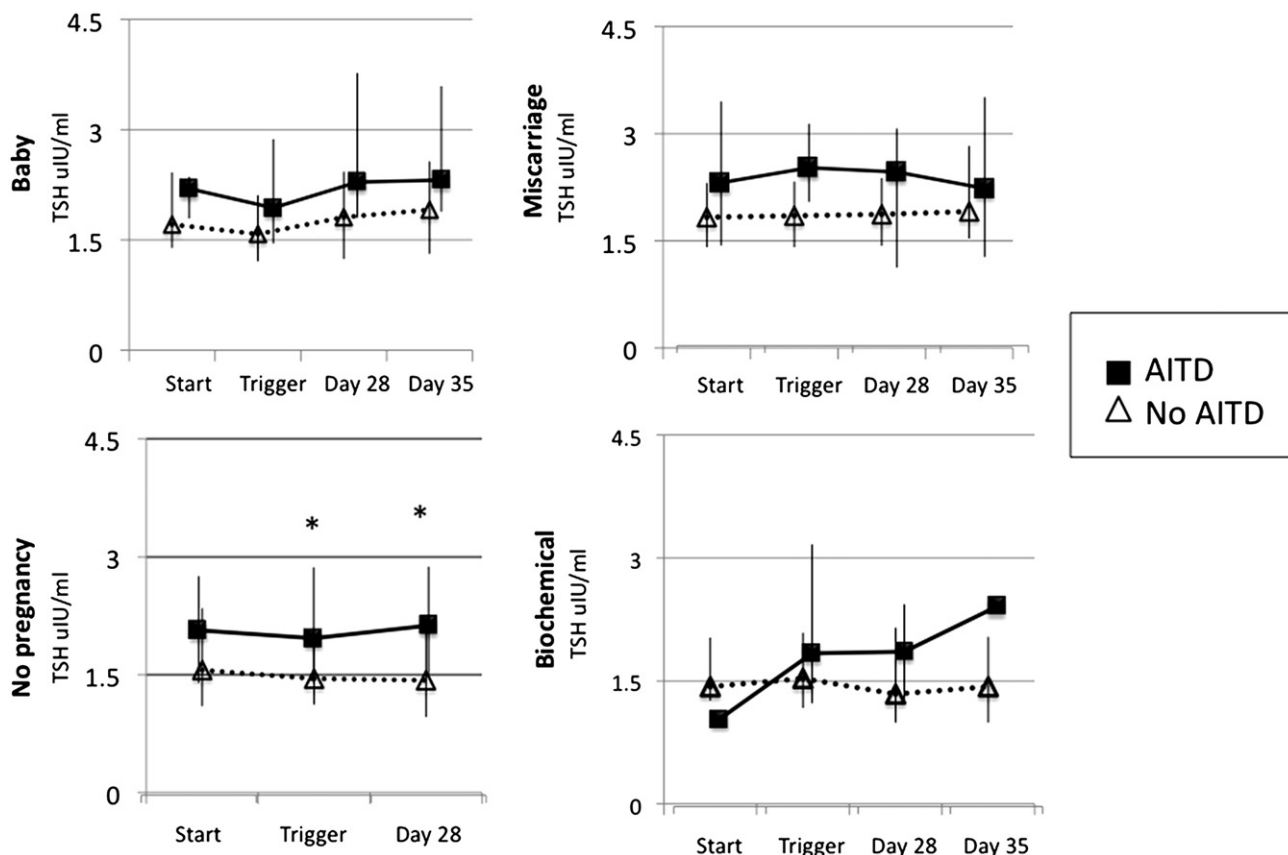 Baby
TSH uIU/ml
4.5
3
1.5
0
Start Trigger Day 28 Day 35
Miscarriage
TSH uIU/ml
4.5
3
1.5
0
Start Trigger Day 28 Day 35
AITD
No AITD
No pregnancy
TSH uIU/ml
4.5
3
1.5
0
* *
Start Trigger Day 28
Biochemical
TSH uIU/ml
4.5
3
1.5
0
Start Trigger Day 28 Day 35